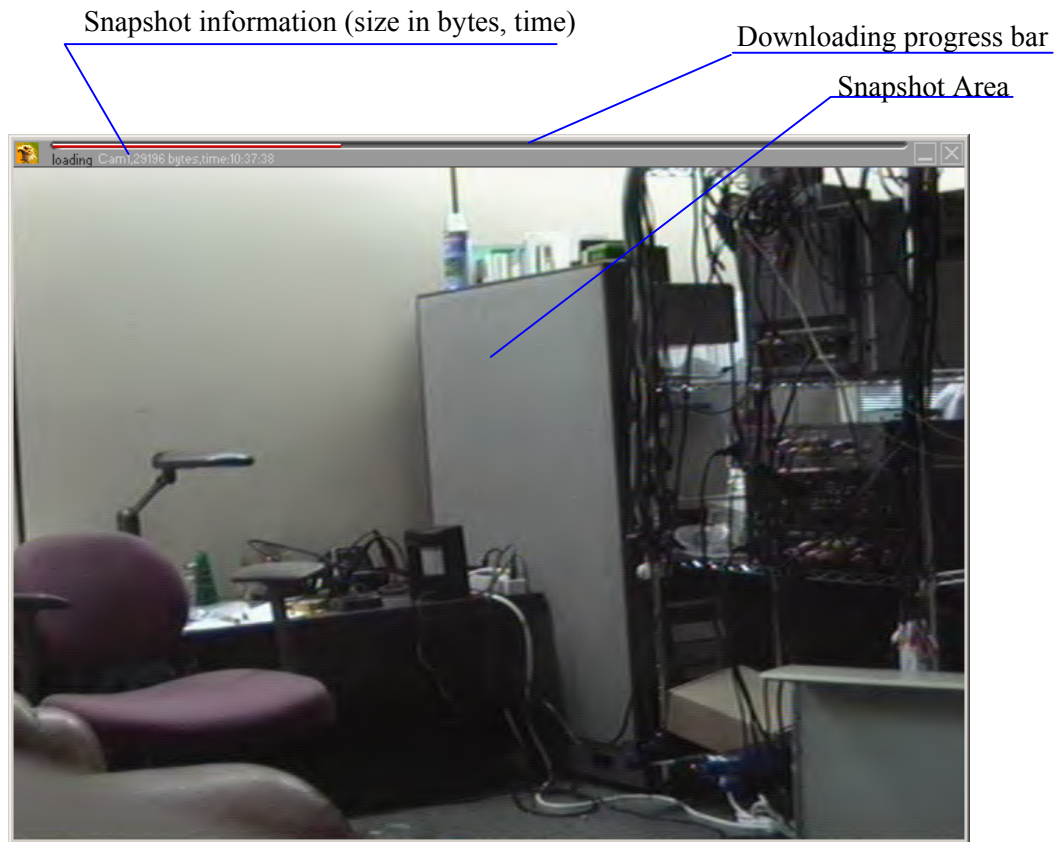 Snapshot information (size in bytes, time)
Downloading progress bar
Snapshot Area
loading Cam1,29196 bytes,time:10:37:38